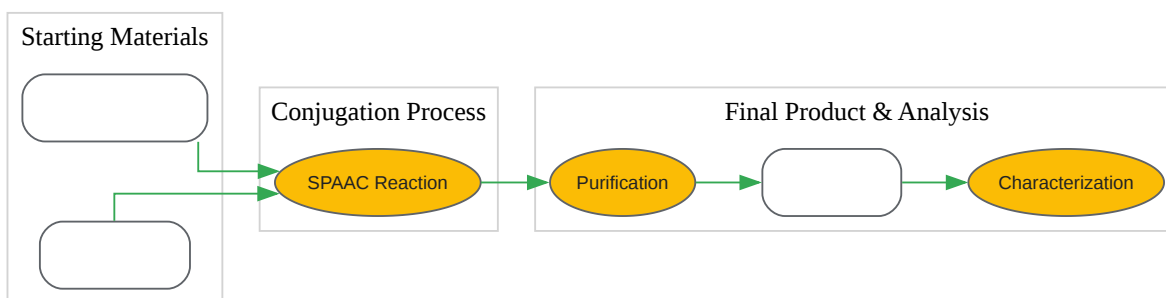 Starting Materials
Conjugation Process
Final Product & Analysis
SPAAC Reaction
Purification
Characterization